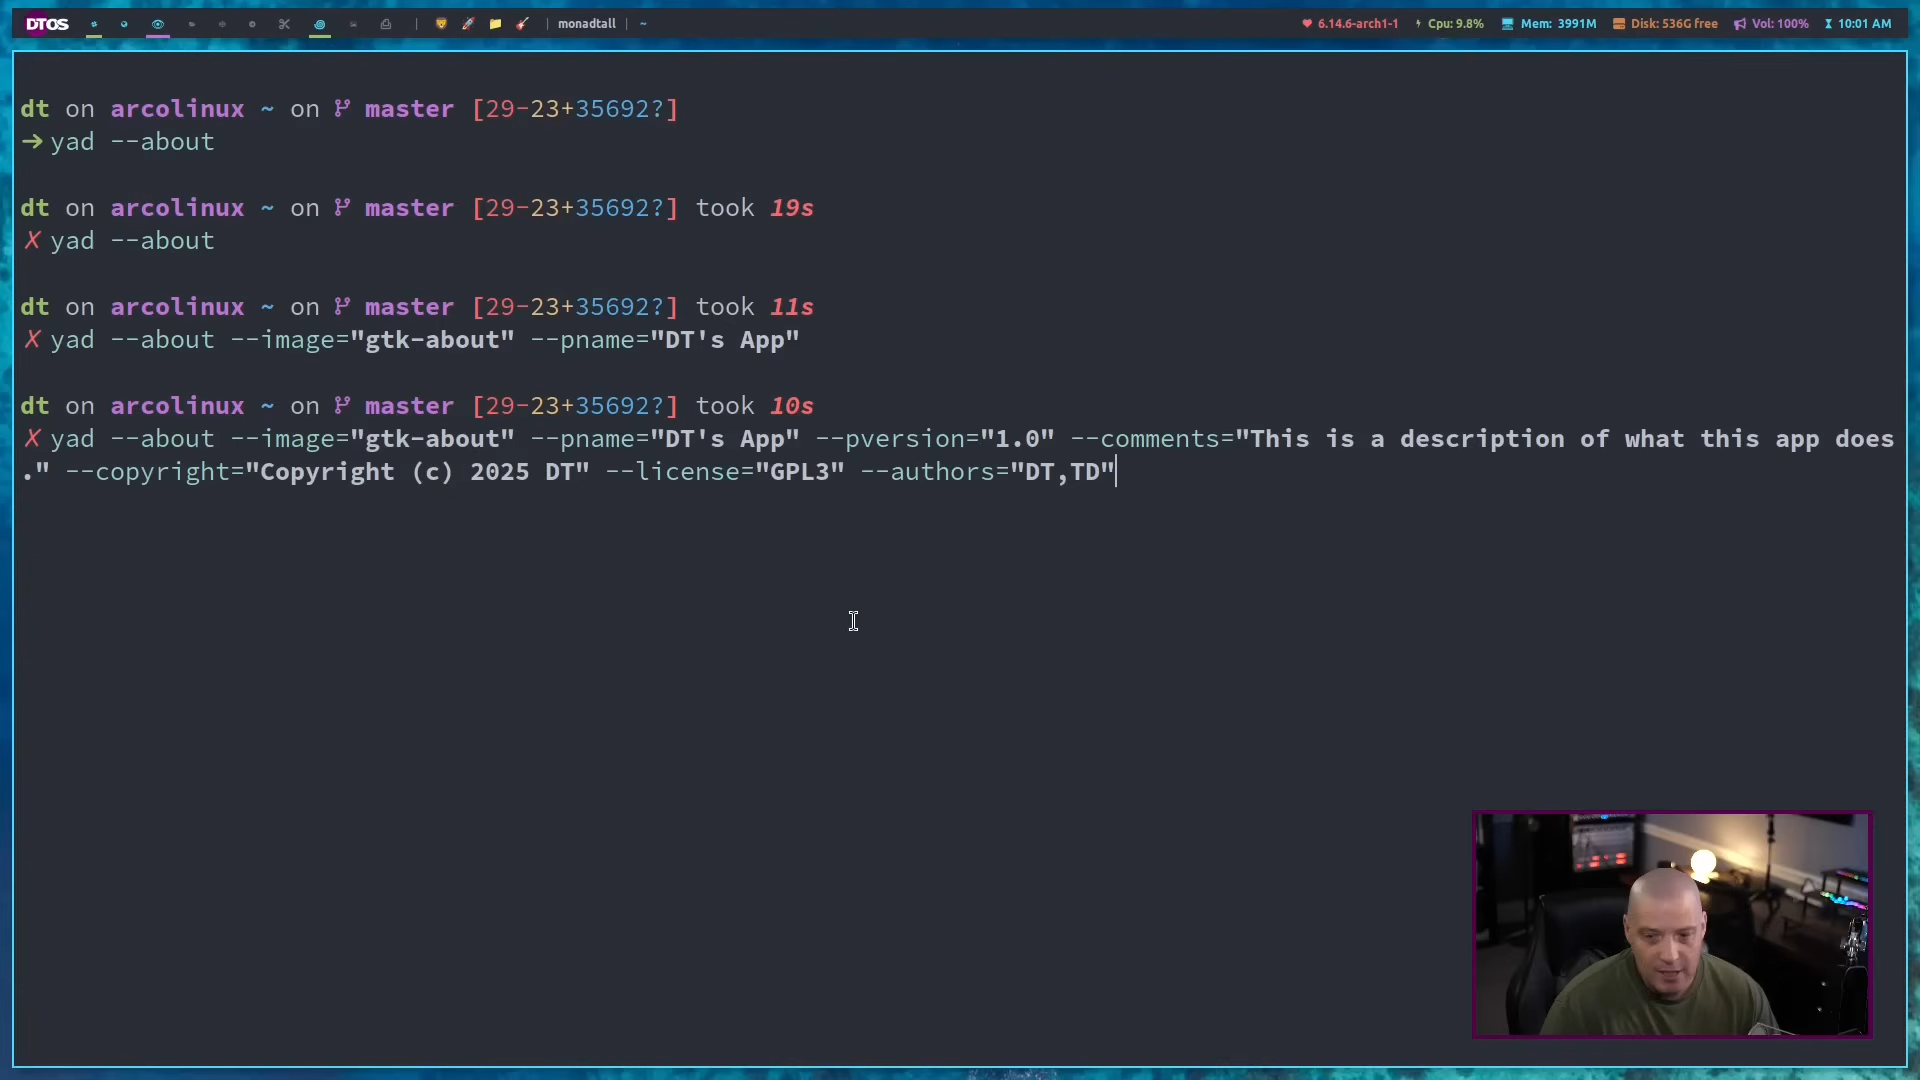 DTOS | monadtall | ~ 6.14.6-arch1-1 Cpu: 9.8% Mem: 3991M Disk: 536G free Vol: 100% 10:01 AM
dt on arcolinux ~ on master [29-23+35692?]
➜ yad --about
dt on arcolinux ~ on master [29-23+35692?] took 19s
✗ yad --about
dt on arcolinux ~ on master [29-23+35692?] took 11s
✗ yad --about --image="gtk-about" --pname="DT's App"
dt on arcolinux ~ on master [29-23+35692?] took 10s
✗ yad --about --image="gtk-about" --pname="DT's App" --pversion="1.0" --comments="This is a description of what this app does
." --copyright="Copyright (c) 2025 DT" --license="GPL3" --authors="DT,TD"